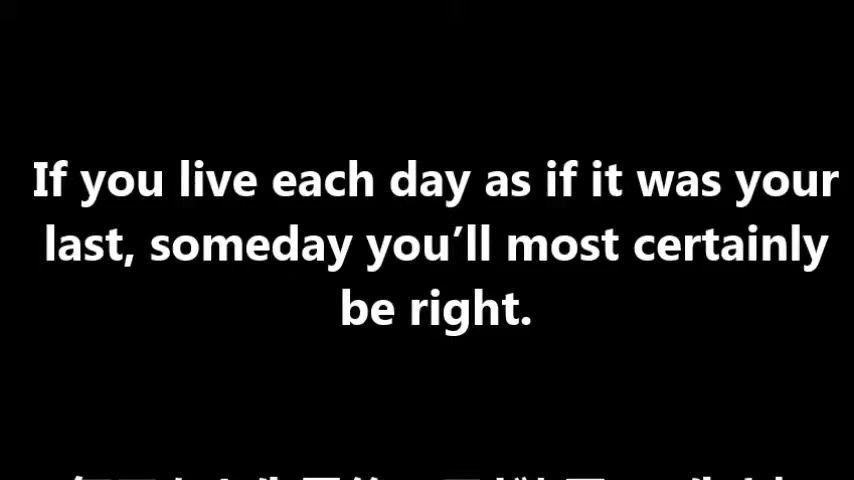 If you live each day as if it was your
last, someday you’ll most certainly
be right.